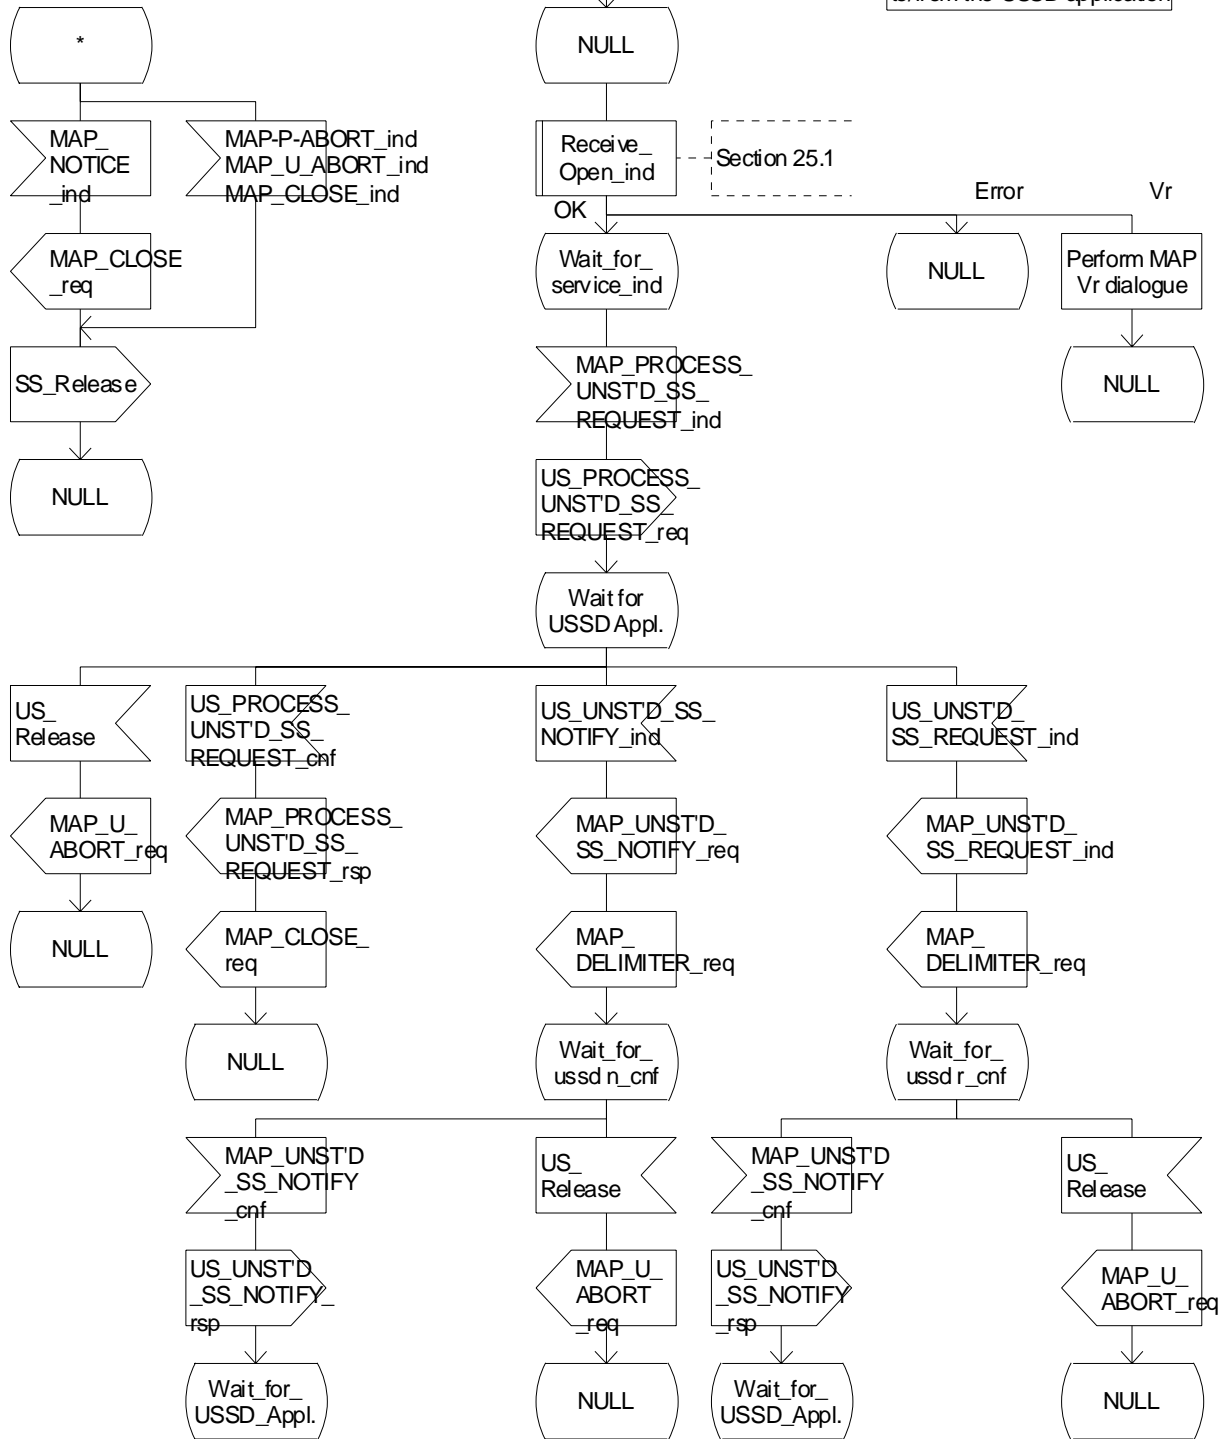 *
NULL
MAP_
NOTICE
_ind
MAP-P-ABORT_ind
MAP_U_ABORT_ind
MAP_CLOSE_ind
Receive_
Open_ind
Section 25.1
OK
Error
Vr
MAP_CLOSE
_req
Wait_for_
service_ind
NULL
Perform MAP
Vr dialogue
SS_Release
MAP_PROCESS_
UNST'D_SS_
REQUEST_ind
NULL
NULL
US_PROCESS_
UNST'D_SS_
REQUEST_req
Wait for
USSD Appl.
US_
Release
US_PROCESS_
UNST'D_SS_
REQUEST_cnf
US_UNST'D_SS_
NOTIFY_ind
US_UNST'D_
SS_REQUEST_ind
MAP_U_
ABORT_req
MAP_PROCESS_
UNST'D_SS_
REQUEST_rsp
MAP_UNST'D_
SS_NOTIFY_req
MAP_UNST'D_
SS_REQUEST_ind
NULL
MAP_CLOSE_
req
MAP_
DELIMITER_req
MAP_
DELIMITER_req
NULL
Wait_for_
ussd n_cnf
Wait_for_
ussd r_cnf
MAP_UNST'D
_SS_NOTIFY
_cnf
US_
Release
MAP_UNST'D
_SS_NOTIFY
_cnf
US_
Release
US_UNST'D
_SS_NOTIFY_
rsp
MAP_U_
ABORT
_req
US_UNST'D
_SS_NOTIFY
_rsp
MAP_U_
ABORT_req
Wait_for_
USSD_Appl.
NULL
Wait_for_
USSD_Appl.
NULL